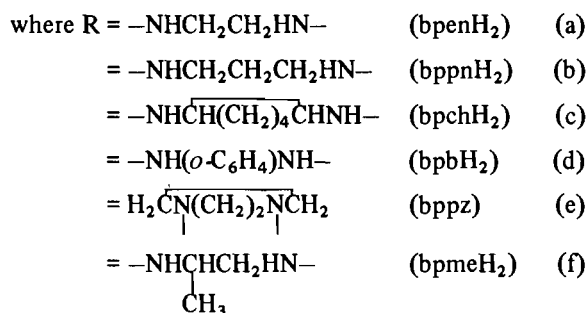 where R = –NHCH₂CH₂HN– (bpenH₂) (a)
= –NHCH₂CH₂CH₂HN– (bppnH₂) (b)
= –NHCH(CH₂)₄CHNH– (bpchH₂) (c)
= –NH(o-C₆H₄)NH– (bpbH₂) (d)
= H₂CN(CH₂)₂NCH₂ (bppz) (e)
= –NHCHCH₂HN– (bpmeH₂) (f)
CH₃